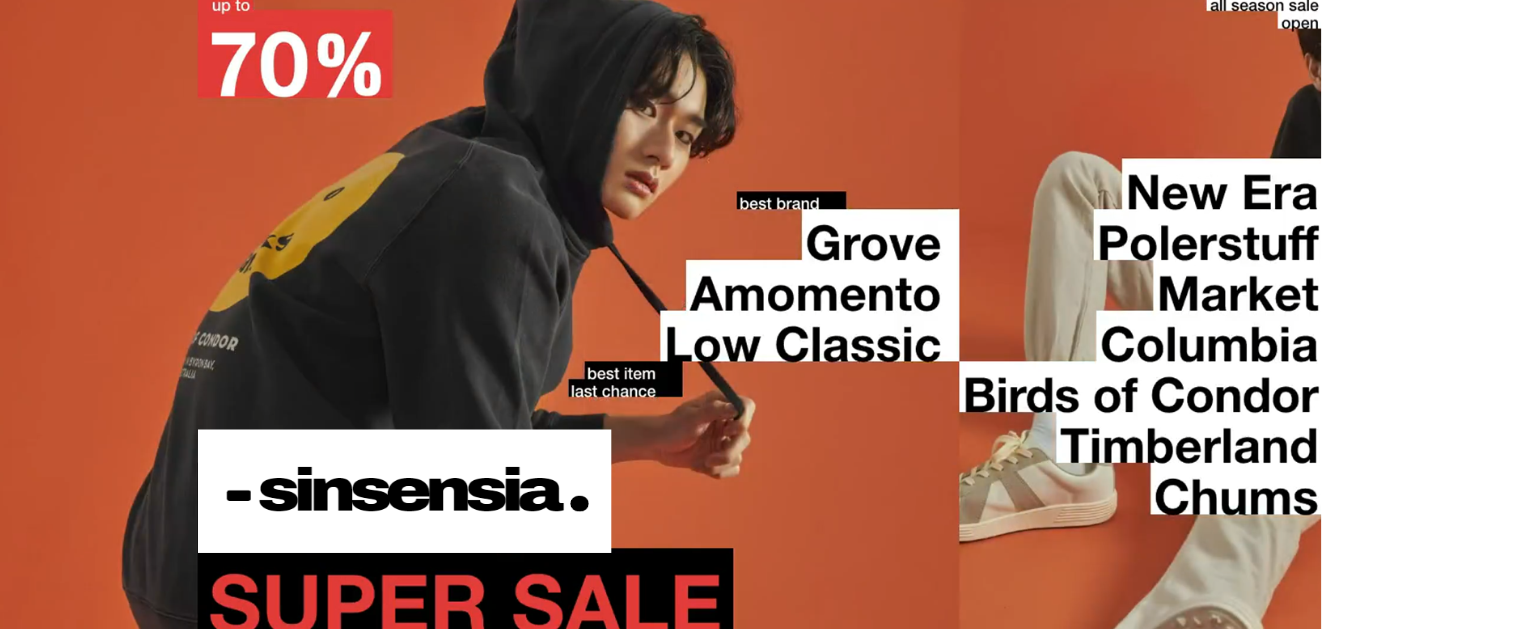 up to
70%
all season sale
open
best brand
Grove
Amomento
Low Classic
best item
last chance
New Era
Polerstuff
Market
Columbia
Birds of Condor
Timberland
Chums
CONDOR
- sinsensia.
SUPER SALE